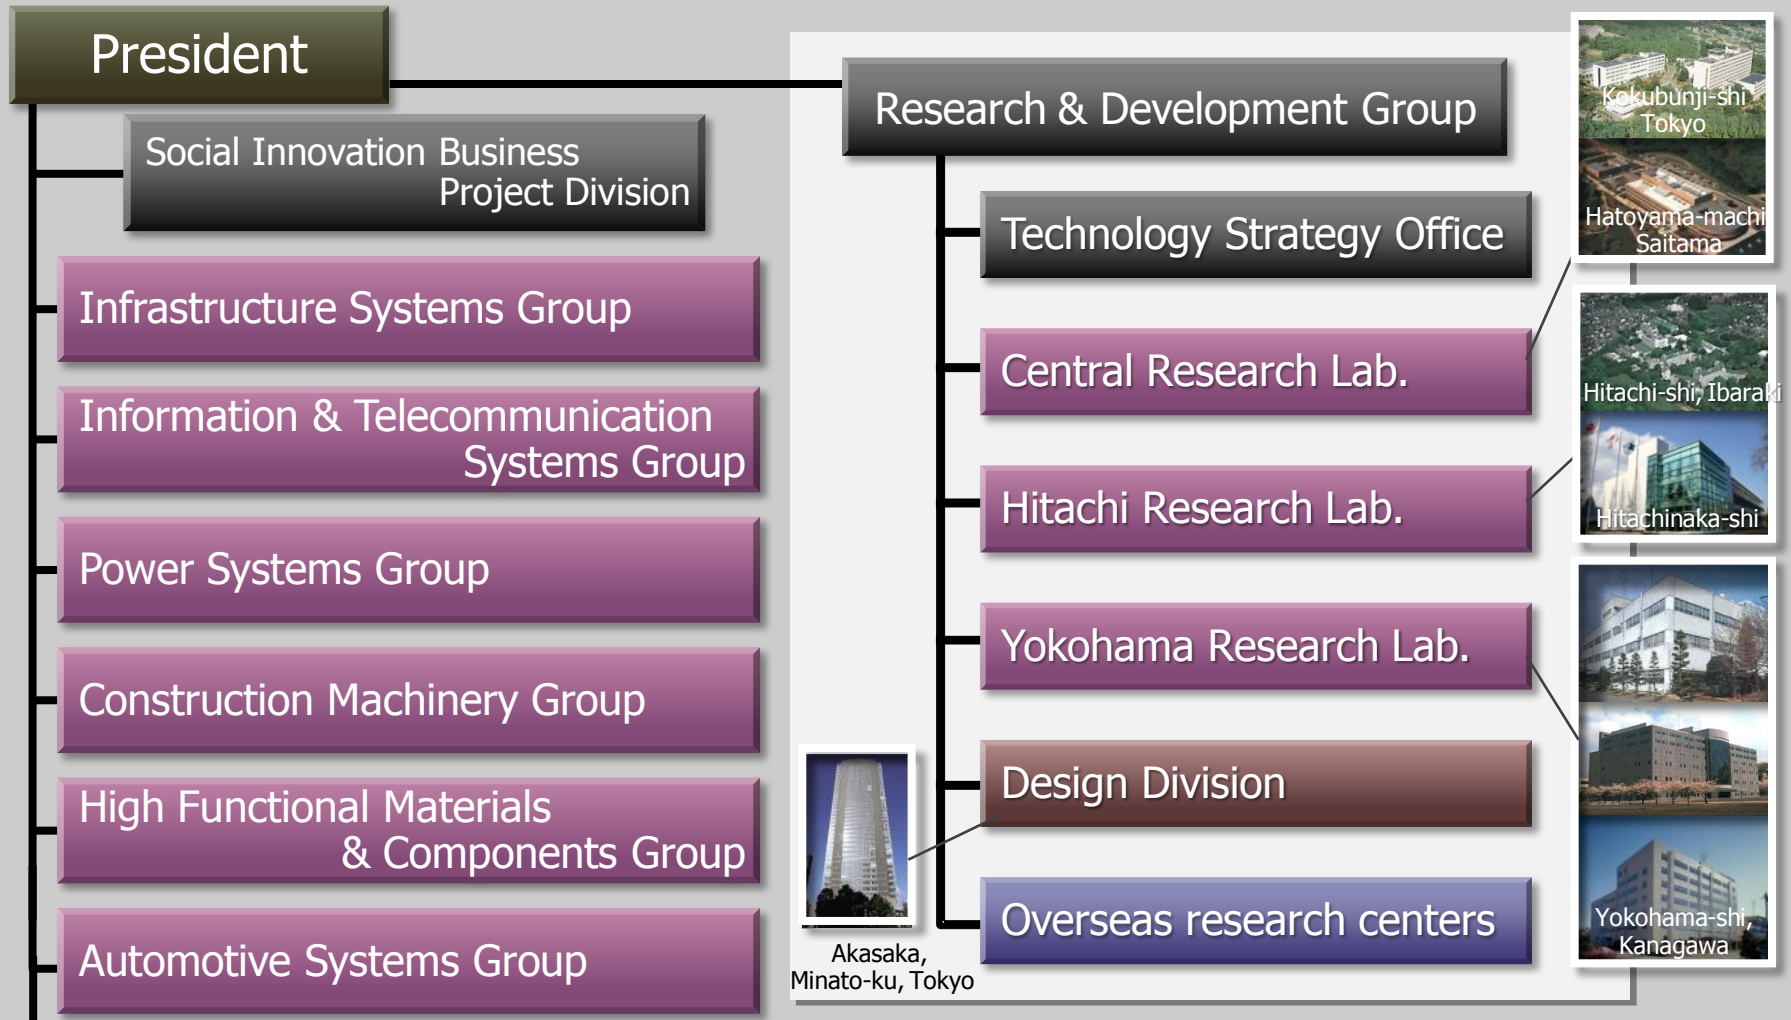 President
Social Innovation Business
Project Division
Infrastructure Systems Group
Information & Telecommunication
Systems Group
Power Systems Group
Construction Machinery Group
High Functional Materials
& Components Group
Automotive Systems Group
Research & Development Group
Technology Strategy Office
Central Research Lab.
Hitachi Research Lab.
Yokohama Research Lab.
Design Division
Overseas research centers
Akasaka,
Minato-ku, Tokyo
Kokubunji-shi
Tokyo
Hatoyama-machi
Saitama
Hitachi-shi, Ibaraki
Hitachinaka-shi
Yokohama-shi,
Kanagawa